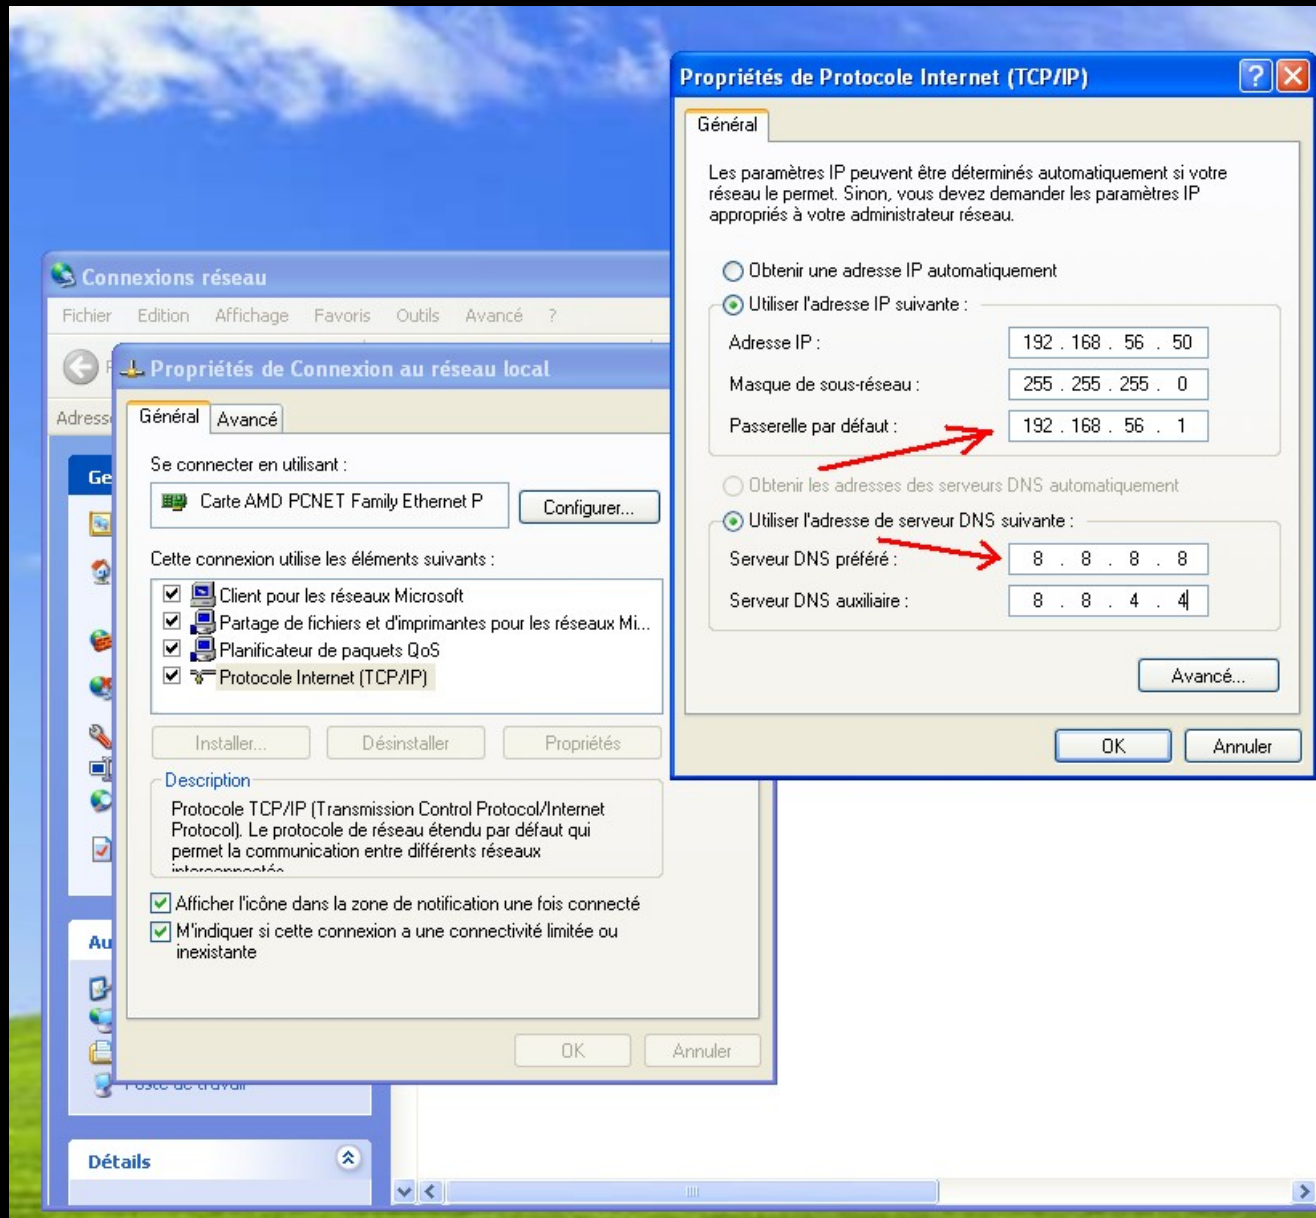 Propriétés de Protocole Internet (TCP/IP)
Général
Les paramètres IP peuvent être déterminés automatiquement si votre
réseau le permet. Sinon, vous devez demander les paramètres IP
appropriés à votre administrateur réseau.
Obtenir une adresse IP automatiquement
Utiliser l'adresse IP suivante :
Adresse IP : 192 . 168 . 56 . 50
Masque de sous-réseau : 255 . 255 . 255 . 0
Passerelle par défaut : 192 . 168 . 56 . 1
Obtenir les adresses des serveurs DNS automatiquement
Utiliser l'adresse de serveur DNS suivante :
Serveur DNS préféré : 8 . 8 . 8 . 8
Serveur DNS auxiliaire : 8 . 8 . 4 . 4
Avancé...
OK Annuler
Connexions réseau
Fichier Edition Affichage Favoris Outils Avancé ?
Adress
Propriétés de Connexion au réseau local
Général Avancé
Se connecter en utilisant :
Carte AMD PCNET Family Ethernet P Configurer...
Cette connexion utilise les éléments suivants :
Client pour les réseaux Microsoft
Partage de fichiers et d'imprimantes pour les réseaux Mi...
Planificateur de paquets QoS
Protocole Internet (TCP/IP)
Installer... Désinstaller Propriétés
Description
Protocole TCP/IP (Transmission Control Protocol/Internet
Protocol). Le protocole de réseau étendu par défaut qui
permet la communication entre différents réseaux
interconnectés.
Afficher l'icône dans la zone de notification une fois connecté
M'indiquer si cette connexion a une connectivité limitée ou
inexistante
OK Annuler
Ge
Au
Poste de travail
Détails